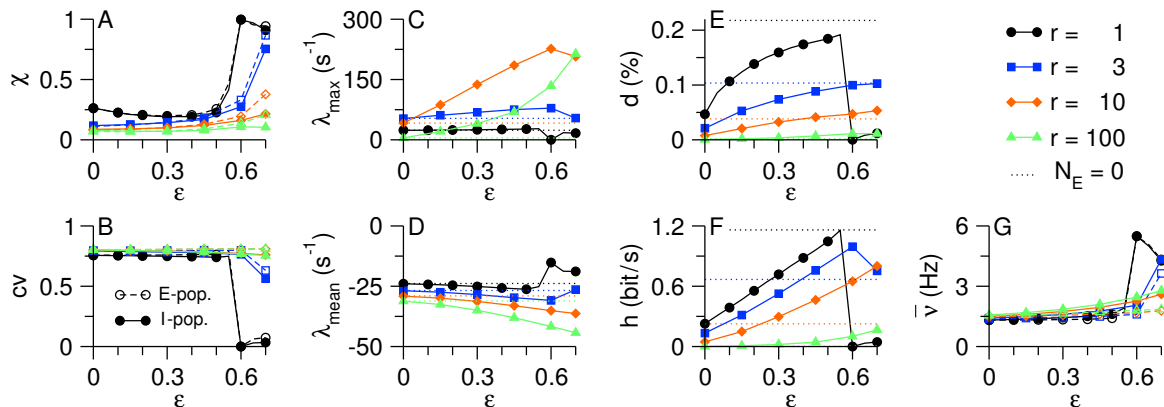 A
χ
1
0.5
0
0 0.3 0.6
ε
C
λmax (s⁻¹)
300
150
0
0 0.3 0.6
ε
E
d (%)
0.2
0.1
0
0 0.3 0.6
ε
r = 1
r = 3
r = 10
r = 100
N_E = 0
B
cv
1
0.5
0
E-pop.
I-pop.
0 0.3 0.6
ε
D
λmean (s⁻¹)
0
-25
-50
0 0.3 0.6
ε
F
h (bit/s)
1.2
0.6
0
0 0.3 0.6
ε
G
ν̄ (Hz)
6
3
0
0 0.3 0.6
ε